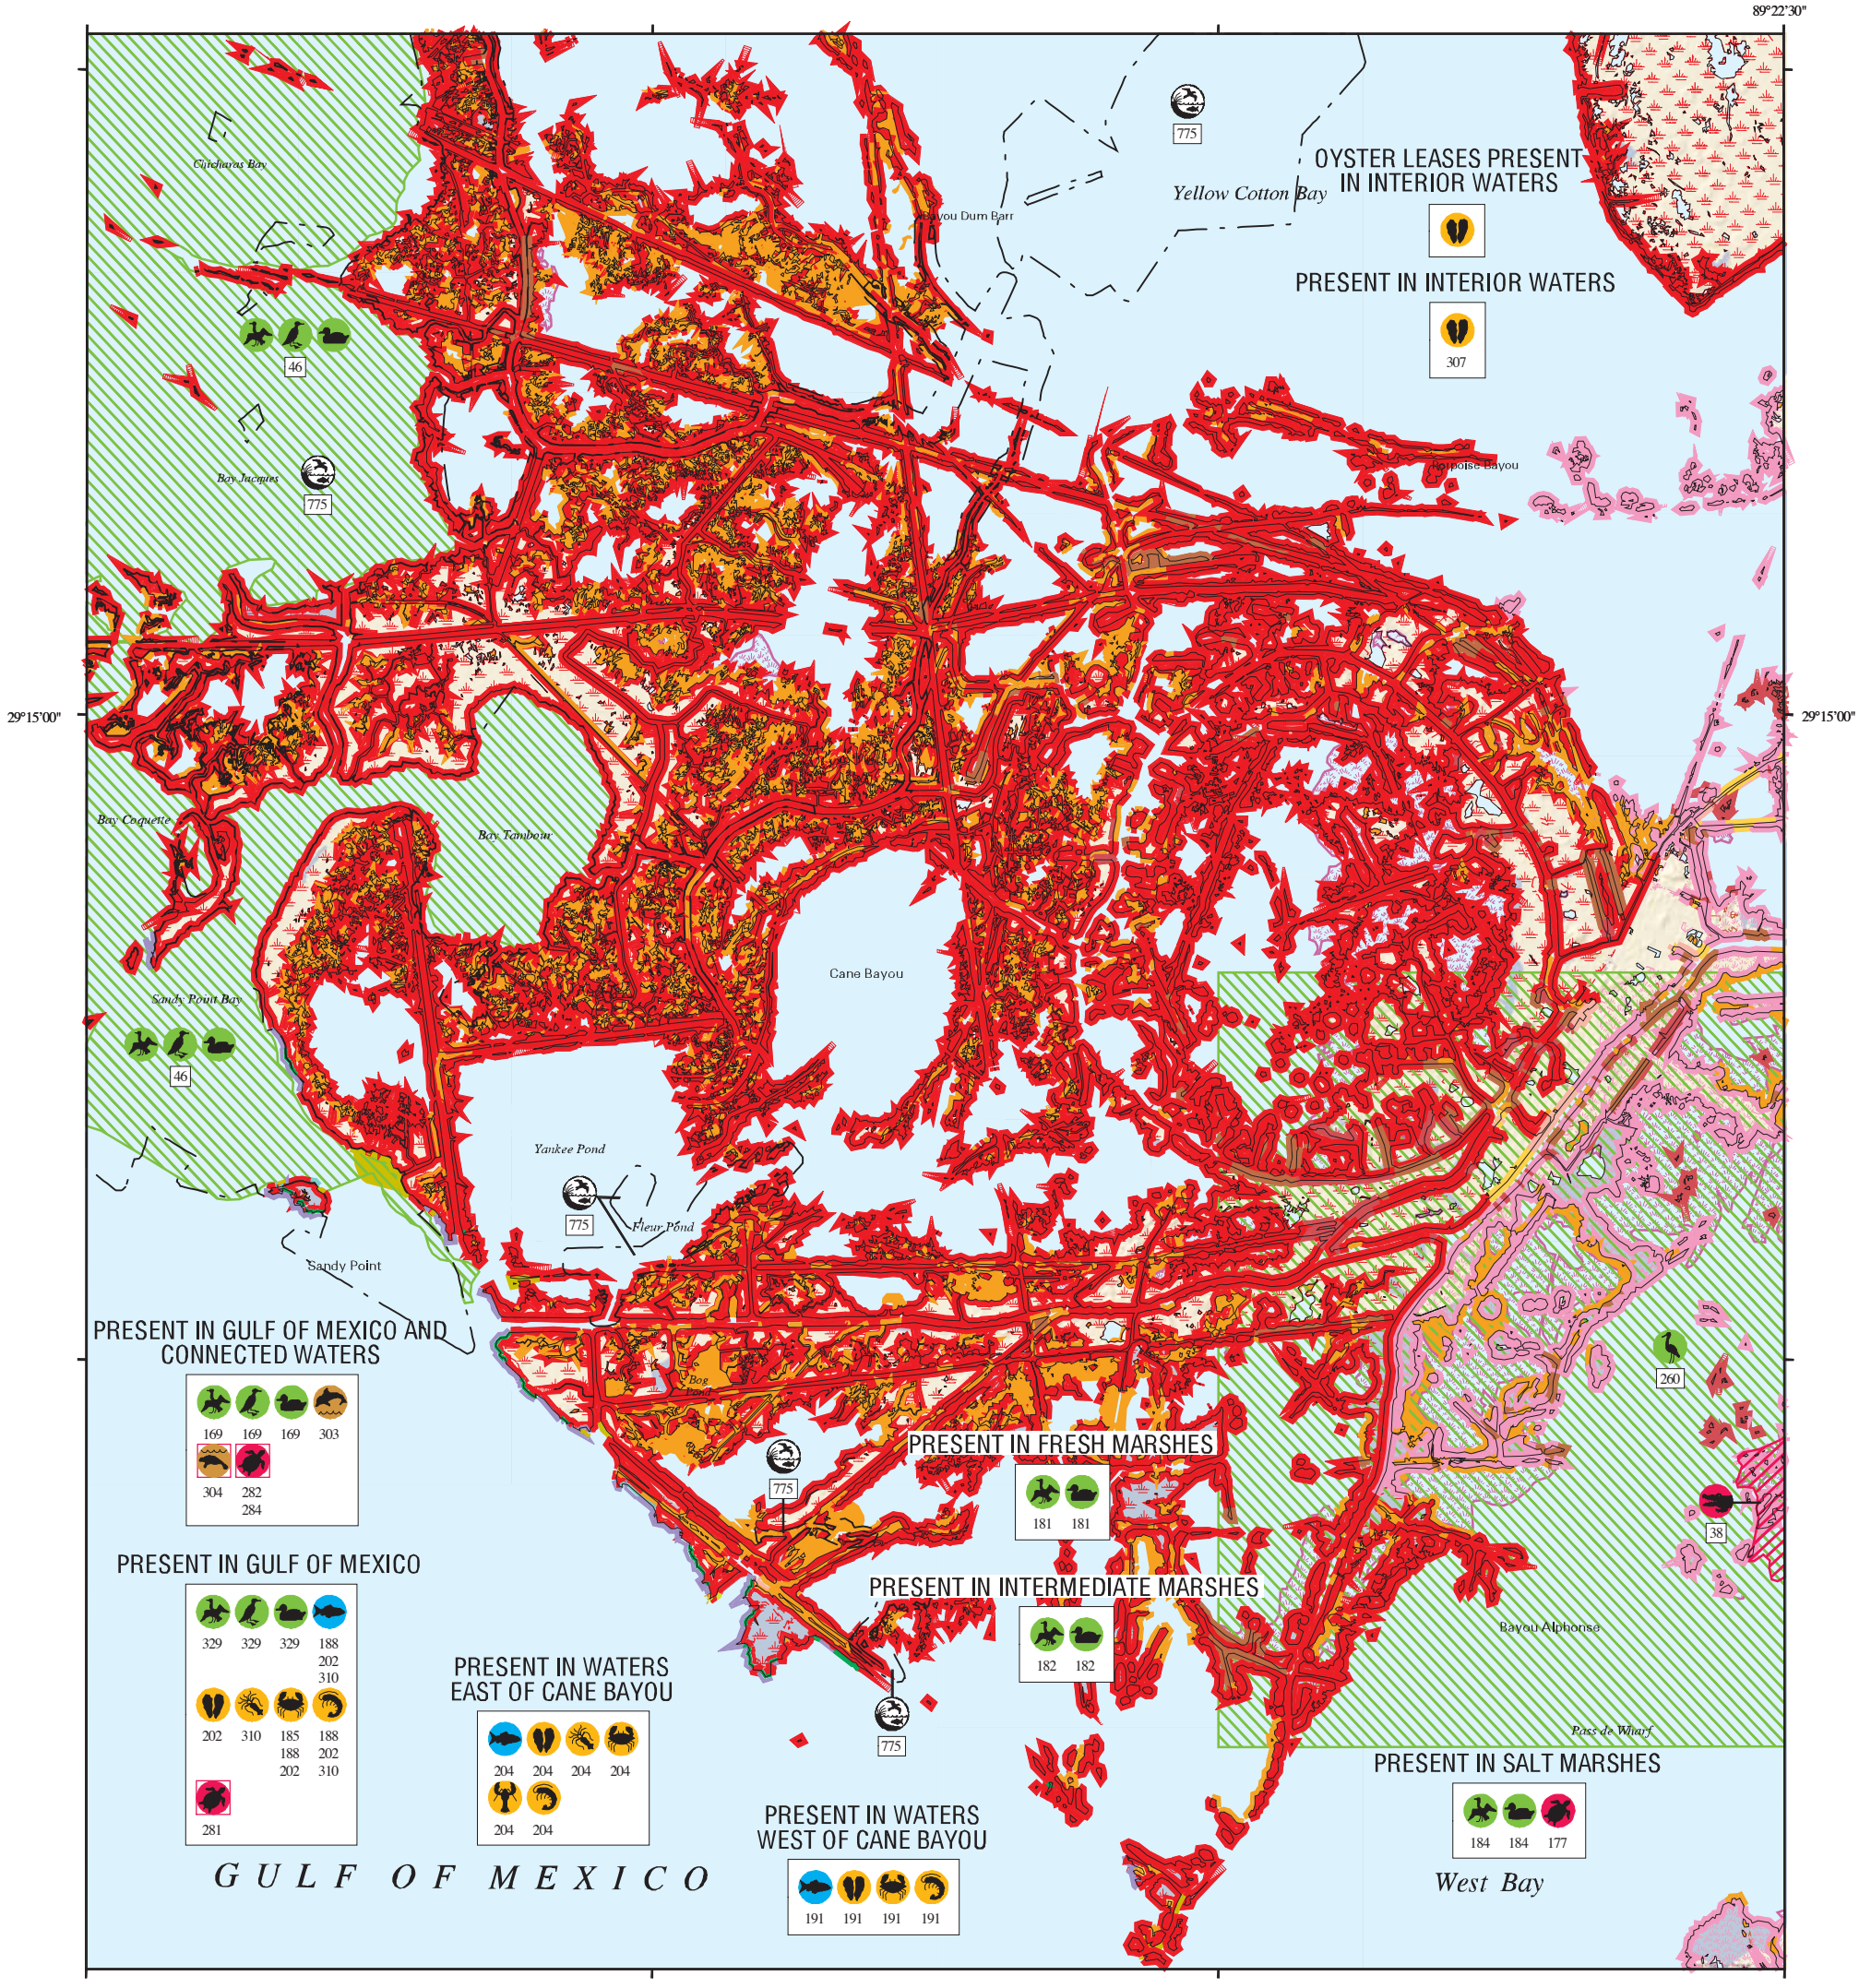 89°22'30"
Chicharas Bay
775
Yellow Cotton Bay
OYSTER LEASES PRESENT
IN INTERIOR WATERS
Bayou Dum Barr
PRESENT IN INTERIOR WATERS
307
46
Bay Jacques
775
Porpoise Bayou
29°15'00"
29°15'00"
Bay Coquette
Bay Tambour
Cane Bayou
Sandy Point Bay
46
Yankee Pond
775
Fleur Pond
Sandy Point
PRESENT IN GULF OF MEXICO AND
CONNECTED WATERS
169 169 169 303
304 282
284
260
Bog
Pond
PRESENT IN FRESH MARSHES
181 181
775
38
PRESENT IN GULF OF MEXICO
329 329 329 188
202
310
202 310 185 188
188 202
202 310
281
PRESENT IN INTERMEDIATE MARSHES
182 182
Bayou Alphonse
PRESENT IN WATERS
EAST OF CANE BAYOU
204 204 204 204
204 204
775
Pass de Wharf
PRESENT IN SALT MARSHES
184 184 177
PRESENT IN WATERS
WEST OF CANE BAYOU
191 191 191 191
GULF OF MEXICO
West Bay